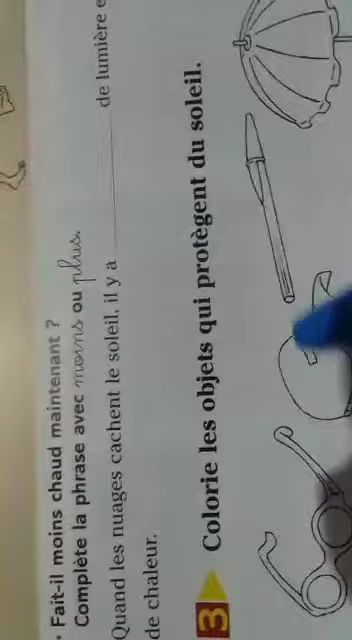 · Fait-il moins chaud maintenant ?
Complète la phrase avec moins ou plus.
Quand les nuages cachent le soleil, il y a ____ de lumière e
de chaleur.
3 Colorie les objets qui protègent du soleil.